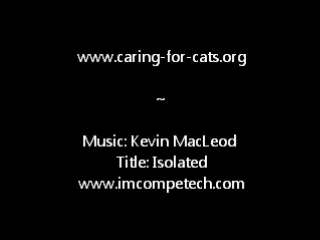 www.caring-for-cats.org
~
Music: Kevin MacLeod
Title: Isolated
www.imcompetech.com